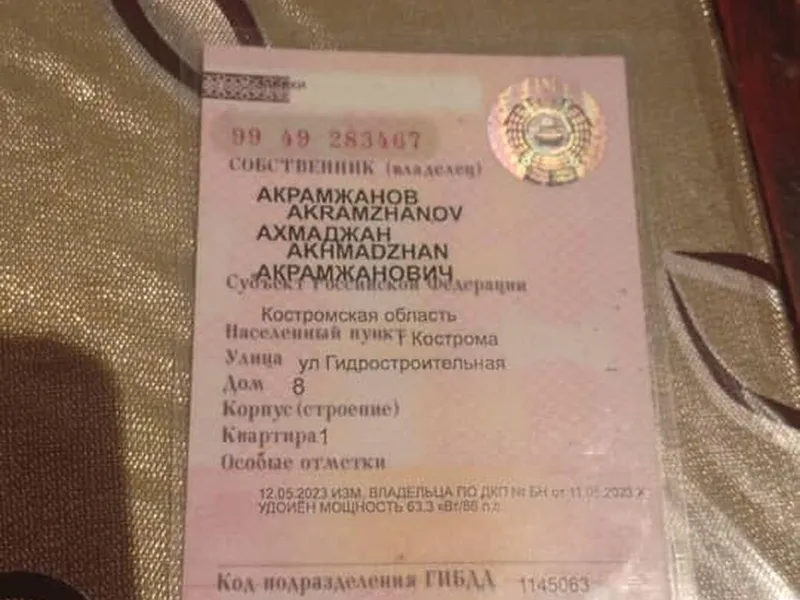 99 49 283467
СОБСТВЕННИК (владелец)
АКРАМЖАНОВ
AKRAMZHANOV
АХМАДЖАН
AKHMADZHAN
АКРАМЖАНОВИЧ
Субъект Российской Федерации
Костромская область
Населенный пункт г Кострома
Улица ул Гидростроительная
Дом 8
Корпус (строение)
Квартира 1
Особые отметки
12.05.2023 ИЗМ. ВЛАДЕЛЬЦА ПО ДКП № БН от 11.05.2023 Х
УДОИЕН МОЩНОСТЬ 63.3 кВт/86 л.с.
Код подразделения ГИБДД 1145063